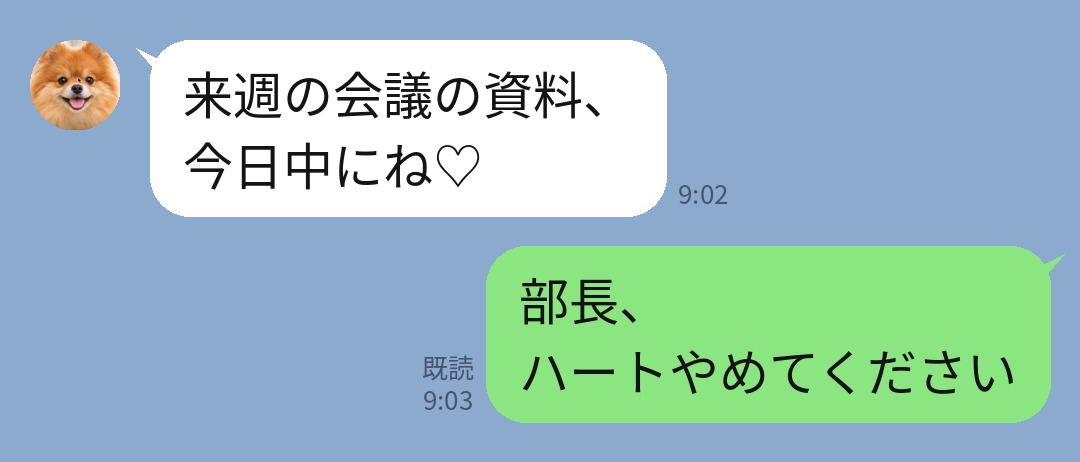 来週の会議の資料、
今日中にね♡
9:02
部長、
ハートやめてください
既読
9:03